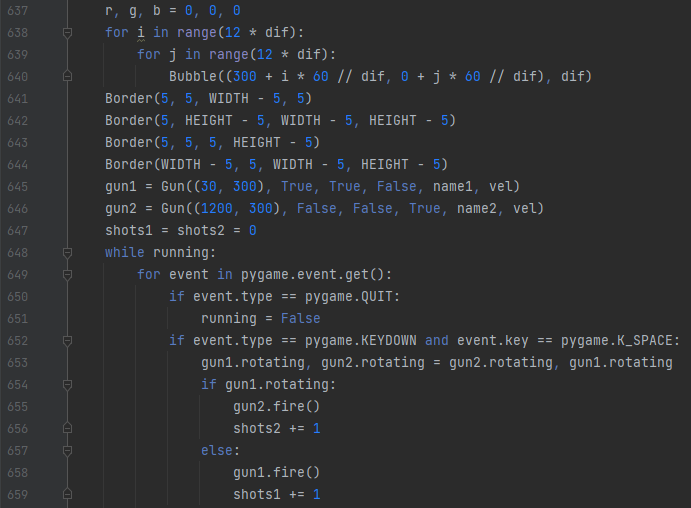 637 r, g, b = 0, 0, 0
638 for i in range(12 * dif):
639 for j in range(12 * dif):
640 Bubble((300 + i * 60 // dif, 0 + j * 60 // dif), dif)
641 Border(5, 5, WIDTH - 5, 5)
642 Border(5, HEIGHT - 5, WIDTH - 5, HEIGHT - 5)
643 Border(5, 5, 5, HEIGHT - 5)
644 Border(WIDTH - 5, 5, WIDTH - 5, HEIGHT - 5)
645 gun1 = Gun((30, 300), True, True, False, name1, vel)
646 gun2 = Gun((1200, 300), False, False, True, name2, vel)
647 shots1 = shots2 = 0
648 while running:
649 for event in pygame.event.get():
650 if event.type == pygame.QUIT:
651 running = False
652 if event.type == pygame.KEYDOWN and event.key == pygame.K_SPACE:
653 gun1.rotating, gun2.rotating = gun2.rotating, gun1.rotating
654 if gun1.rotating:
655 gun2.fire()
656 shots2 += 1
657 else:
658 gun1.fire()
659 shots1 += 1